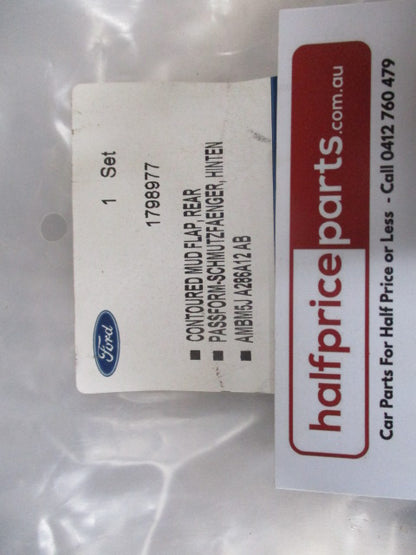 1 Set
1798977
Ford
■ CONTOURED MUD FLAP, REAR
■ PASSFORM-SCHMUTZFAENGER, HINTEN
■ AMBM5J A286A12 AB
halfpriceparts.com.au
Car Parts For Half Price or Less - Call 0412 760 479